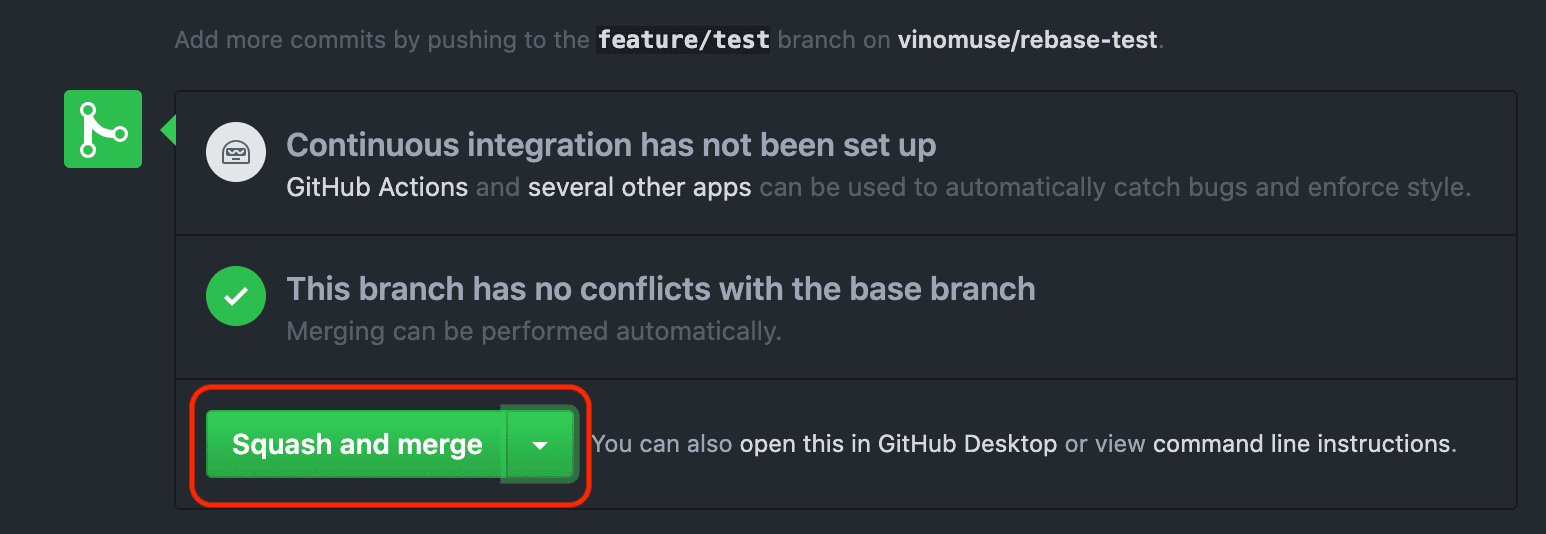 Add more commits by pushing to the feature/test branch on vinomuse/rebase-test.
Continuous integration has not been set up
GitHub Actions and several other apps can be used to automatically catch bugs and enforce style.
This branch has no conflicts with the base branch
Merging can be performed automatically.
Squash and merge You can also open this in GitHub Desktop or view command line instructions.